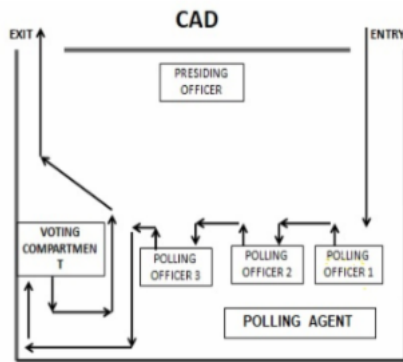 CAD
EXIT
ENTRY
PRESIDING
OFFICER
VOTING
COMPARTMEN
T
POLLING
OFFICER 3
POLLING
OFFICER 2
POLLING
OFFICER 1
POLLING AGENT